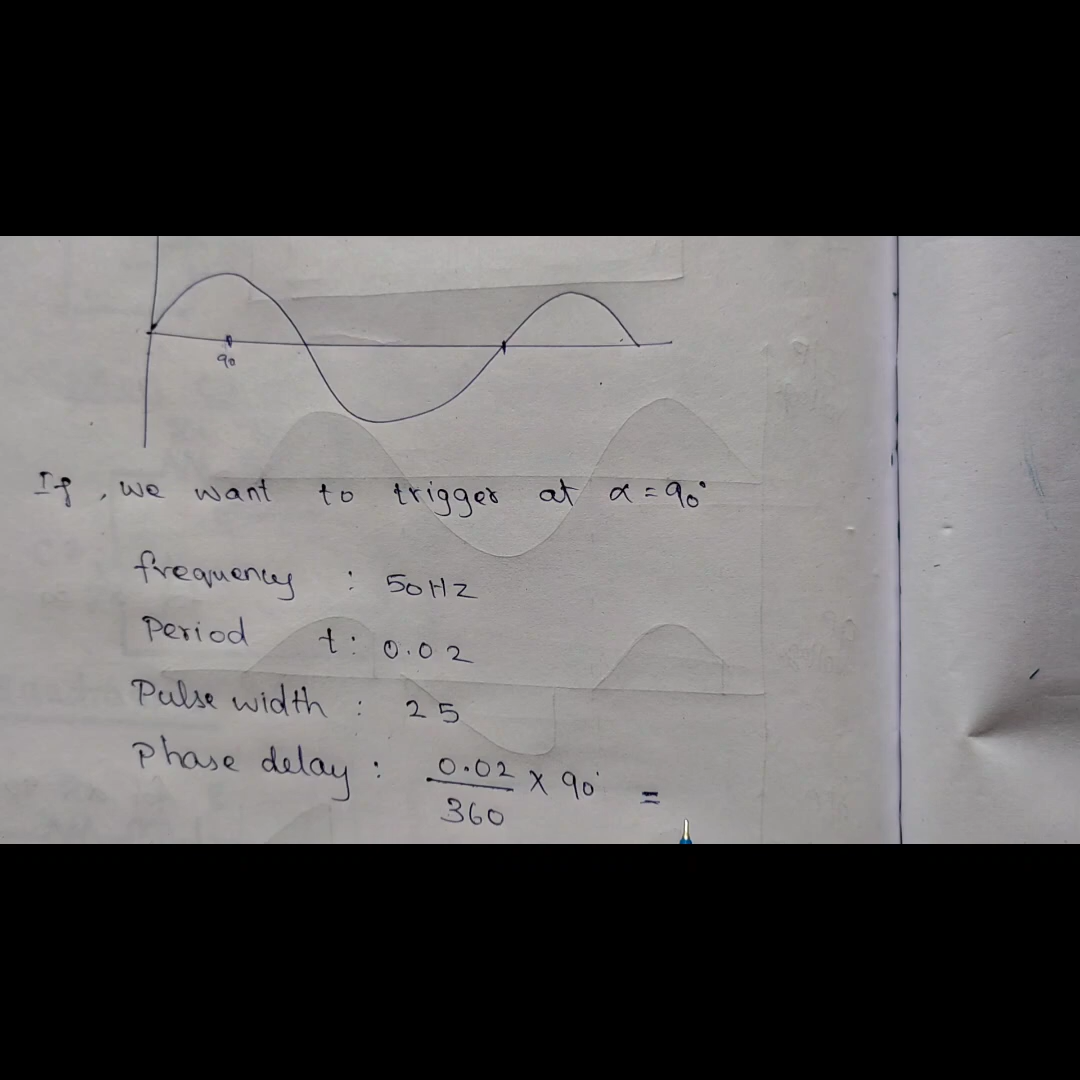 90
If, we want to trigger at α = 90°
frequency : 50Hz
Period t: 0.02
Pulse width : 25
Phase delay : 0.02/360 × 90° =